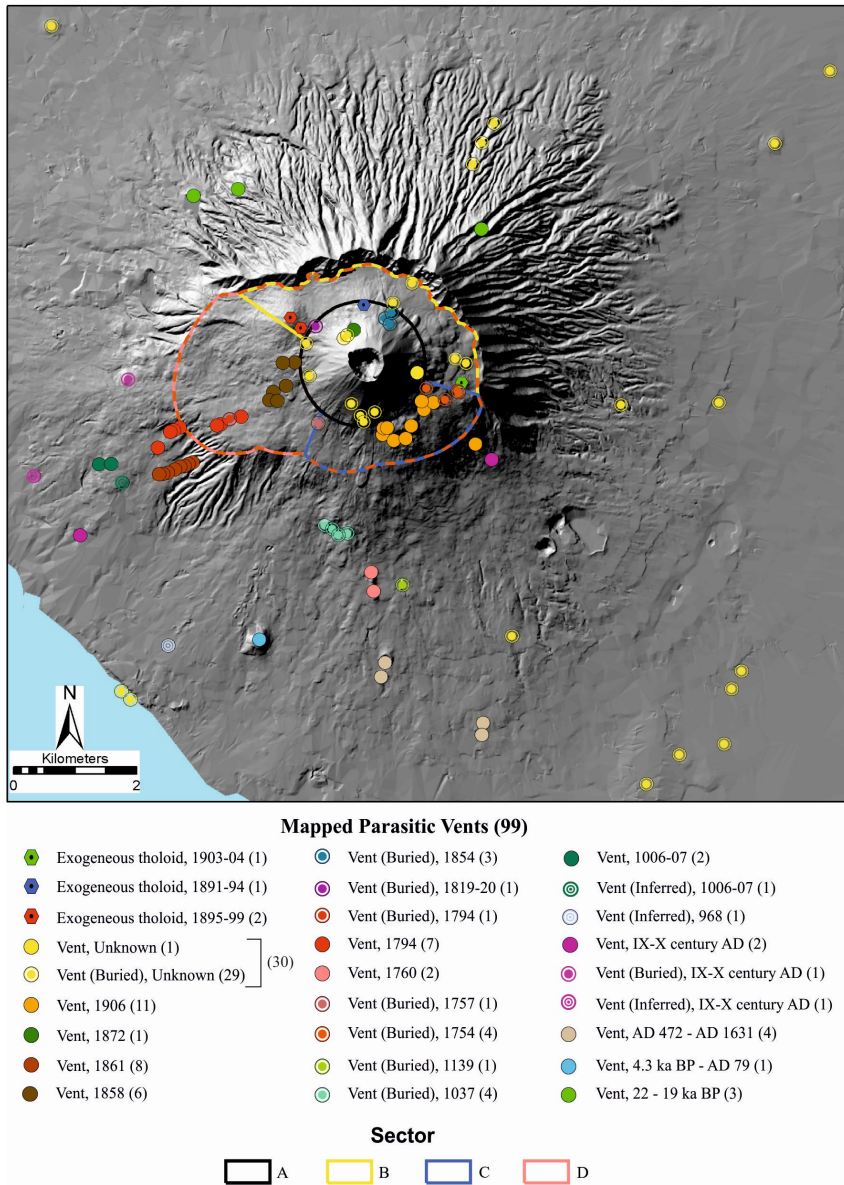 N
Kilometers
0 2
Mapped Parasitic Vents (99)
Exogeneous tholoid, 1903-04 (1)
Exogeneous tholoid, 1891-94 (1)
Exogeneous tholoid, 1895-99 (2)
Vent, Unknown (1)
Vent (Buried), Unknown (29)
(30)
Vent, 1906 (11)
Vent, 1872 (1)
Vent, 1861 (8)
Vent, 1858 (6)
Vent (Buried), 1854 (3)
Vent (Buried), 1819-20 (1)
Vent (Buried), 1794 (1)
Vent, 1794 (7)
Vent, 1760 (2)
Vent (Buried), 1757 (1)
Vent (Buried), 1754 (4)
Vent (Buried), 1139 (1)
Vent (Buried), 1037 (4)
Vent, 1006-07 (2)
Vent (Inferred), 1006-07 (1)
Vent (Inferred), 968 (1)
Vent, IX-X century AD (2)
Vent (Buried), IX-X century AD (1)
Vent (Inferred), IX-X century AD (1)
Vent, AD 472 - AD 1631 (4)
Vent, 4.3 ka BP - AD 79 (1)
Vent, 22 - 19 ka BP (3)
Sector
A B C D